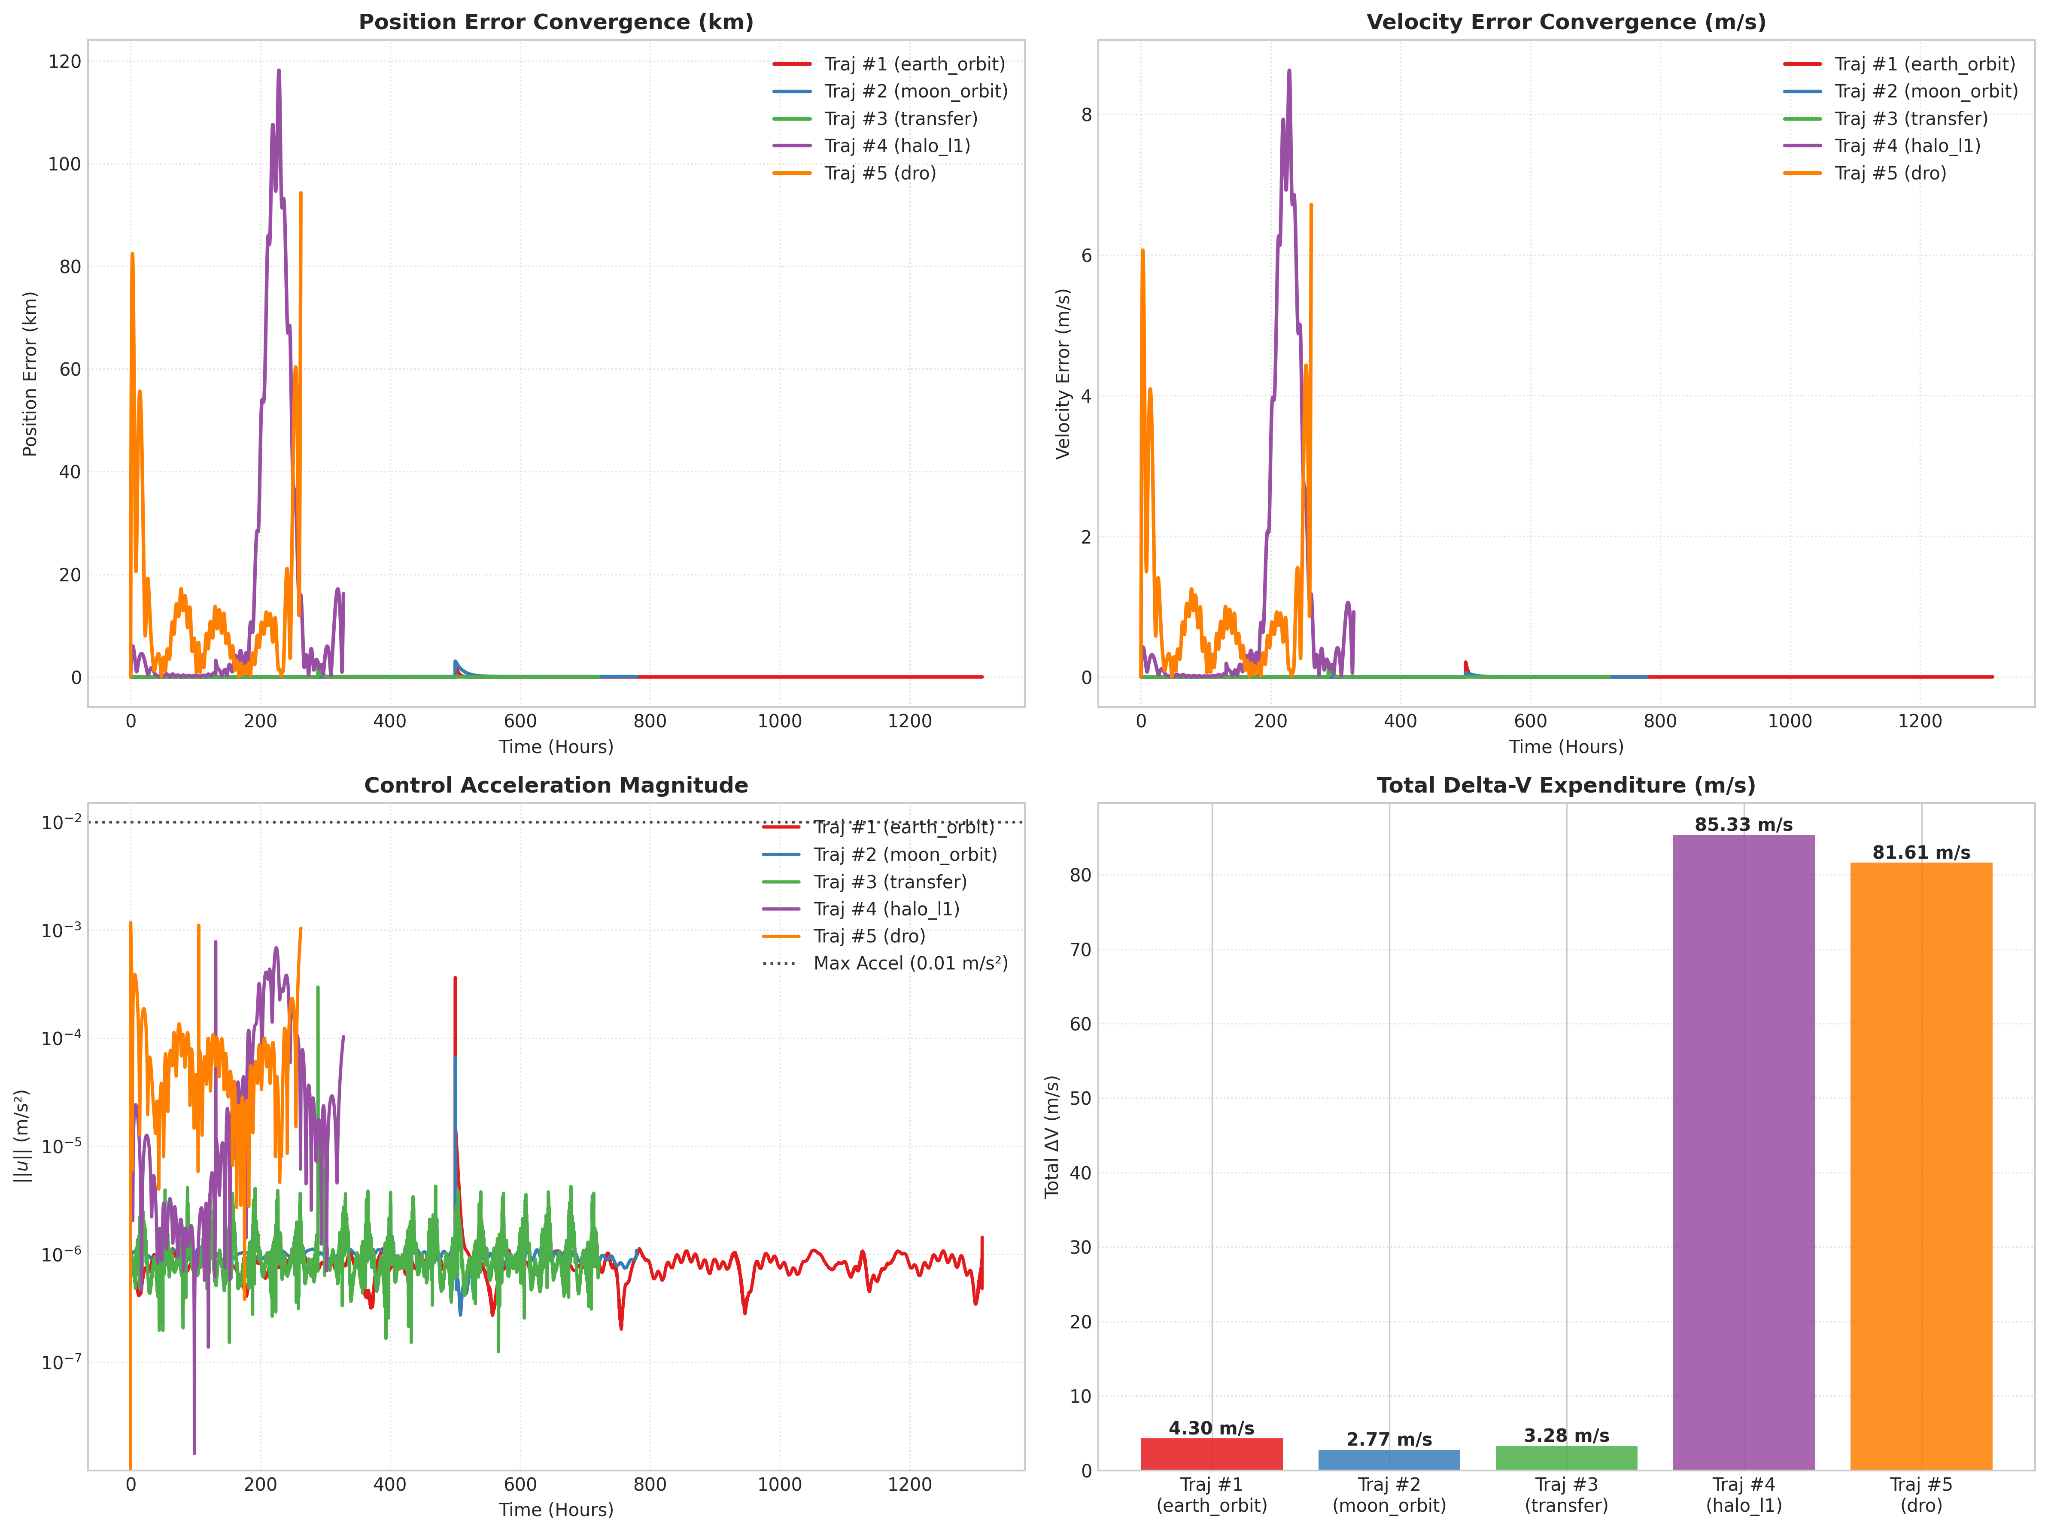 Position Error Convergence (km)
Position Error (km)
120
100
80
60
40
20
0
Traj #1 (earth_orbit)
Traj #2 (moon_orbit)
Traj #3 (transfer)
Traj #4 (halo_l1)
Traj #5 (dro)
0 200 400 600 800 1000 1200
Time (Hours)
Velocity Error Convergence (m/s)
Velocity Error (m/s)
8
6
4
2
0
Traj #1 (earth_orbit)
Traj #2 (moon_orbit)
Traj #3 (transfer)
Traj #4 (halo_l1)
Traj #5 (dro)
0 200 400 600 800 1000 1200
Time (Hours)
Control Acceleration Magnitude
||u|| (m/s²)
10⁻²
10⁻³
10⁻⁴
10⁻⁵
10⁻⁶
10⁻⁷
Traj #1 (earth_orbit)
Traj #2 (moon_orbit)
Traj #3 (transfer)
Traj #4 (halo_l1)
Traj #5 (dro)
Max Accel (0.01 m/s²)
0 200 400 600 800 1000 1200
Time (Hours)
Total Delta-V Expenditure (m/s)
Total ΔV (m/s)
80
70
60
50
40
30
20
10
0
4.30 m/s
2.77 m/s
3.28 m/s
85.33 m/s
81.61 m/s
Traj #1
(earth_orbit)
Traj #2
(moon_orbit)
Traj #3
(transfer)
Traj #4
(halo_l1)
Traj #5
(dro)